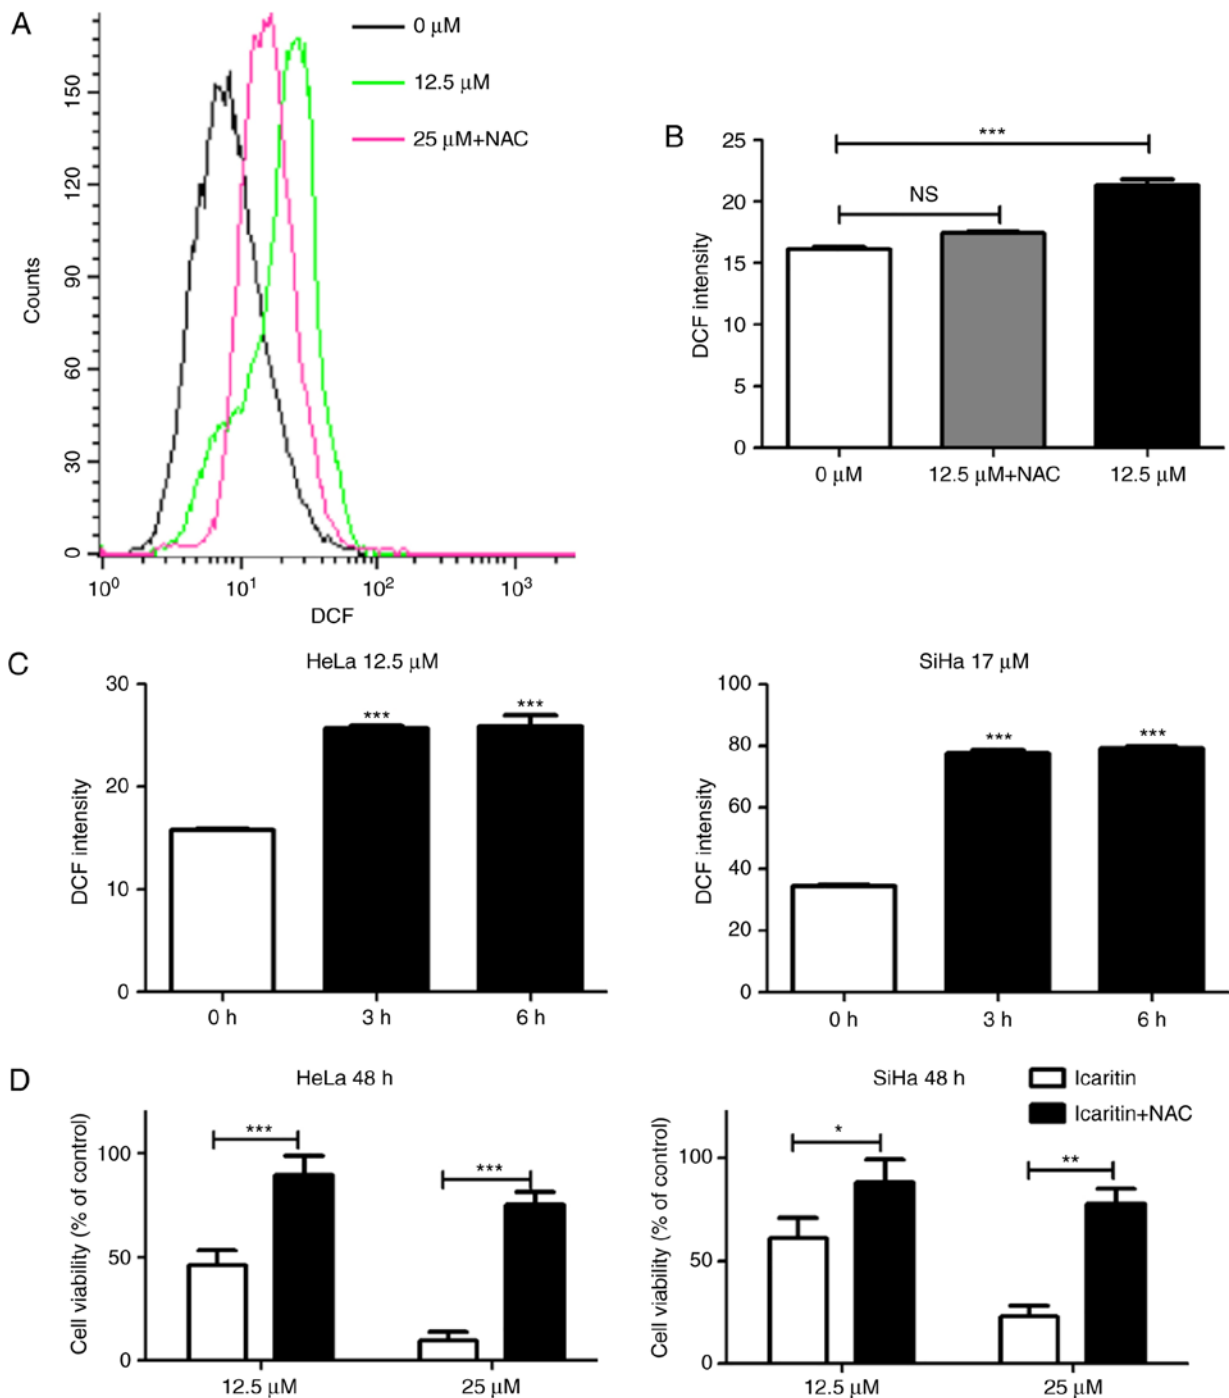 A
0 µM
12.5 µM
25 µM+NAC
150
120
90
60
30
0
Counts
10⁰ 10¹ 10² 10³
DCF
B
25
20
15
10
5
0
DCF intensity
***
NS
0 µM 12.5 µM+NAC 12.5 µM
C
HeLa 12.5 µM
30
20
10
0
DCF intensity
*** ***
0 h 3 h 6 h
SiHa 17 µM
100
80
60
40
20
0
DCF intensity
*** ***
0 h 3 h 6 h
D
HeLa 48 h
100
50
0
Cell viability (% of control)
*** ***
12.5 µM 25 µM
SiHa 48 h
Icaritin
Icaritin+NAC
100
50
0
Cell viability (% of control)
* **
12.5 µM 25 µM